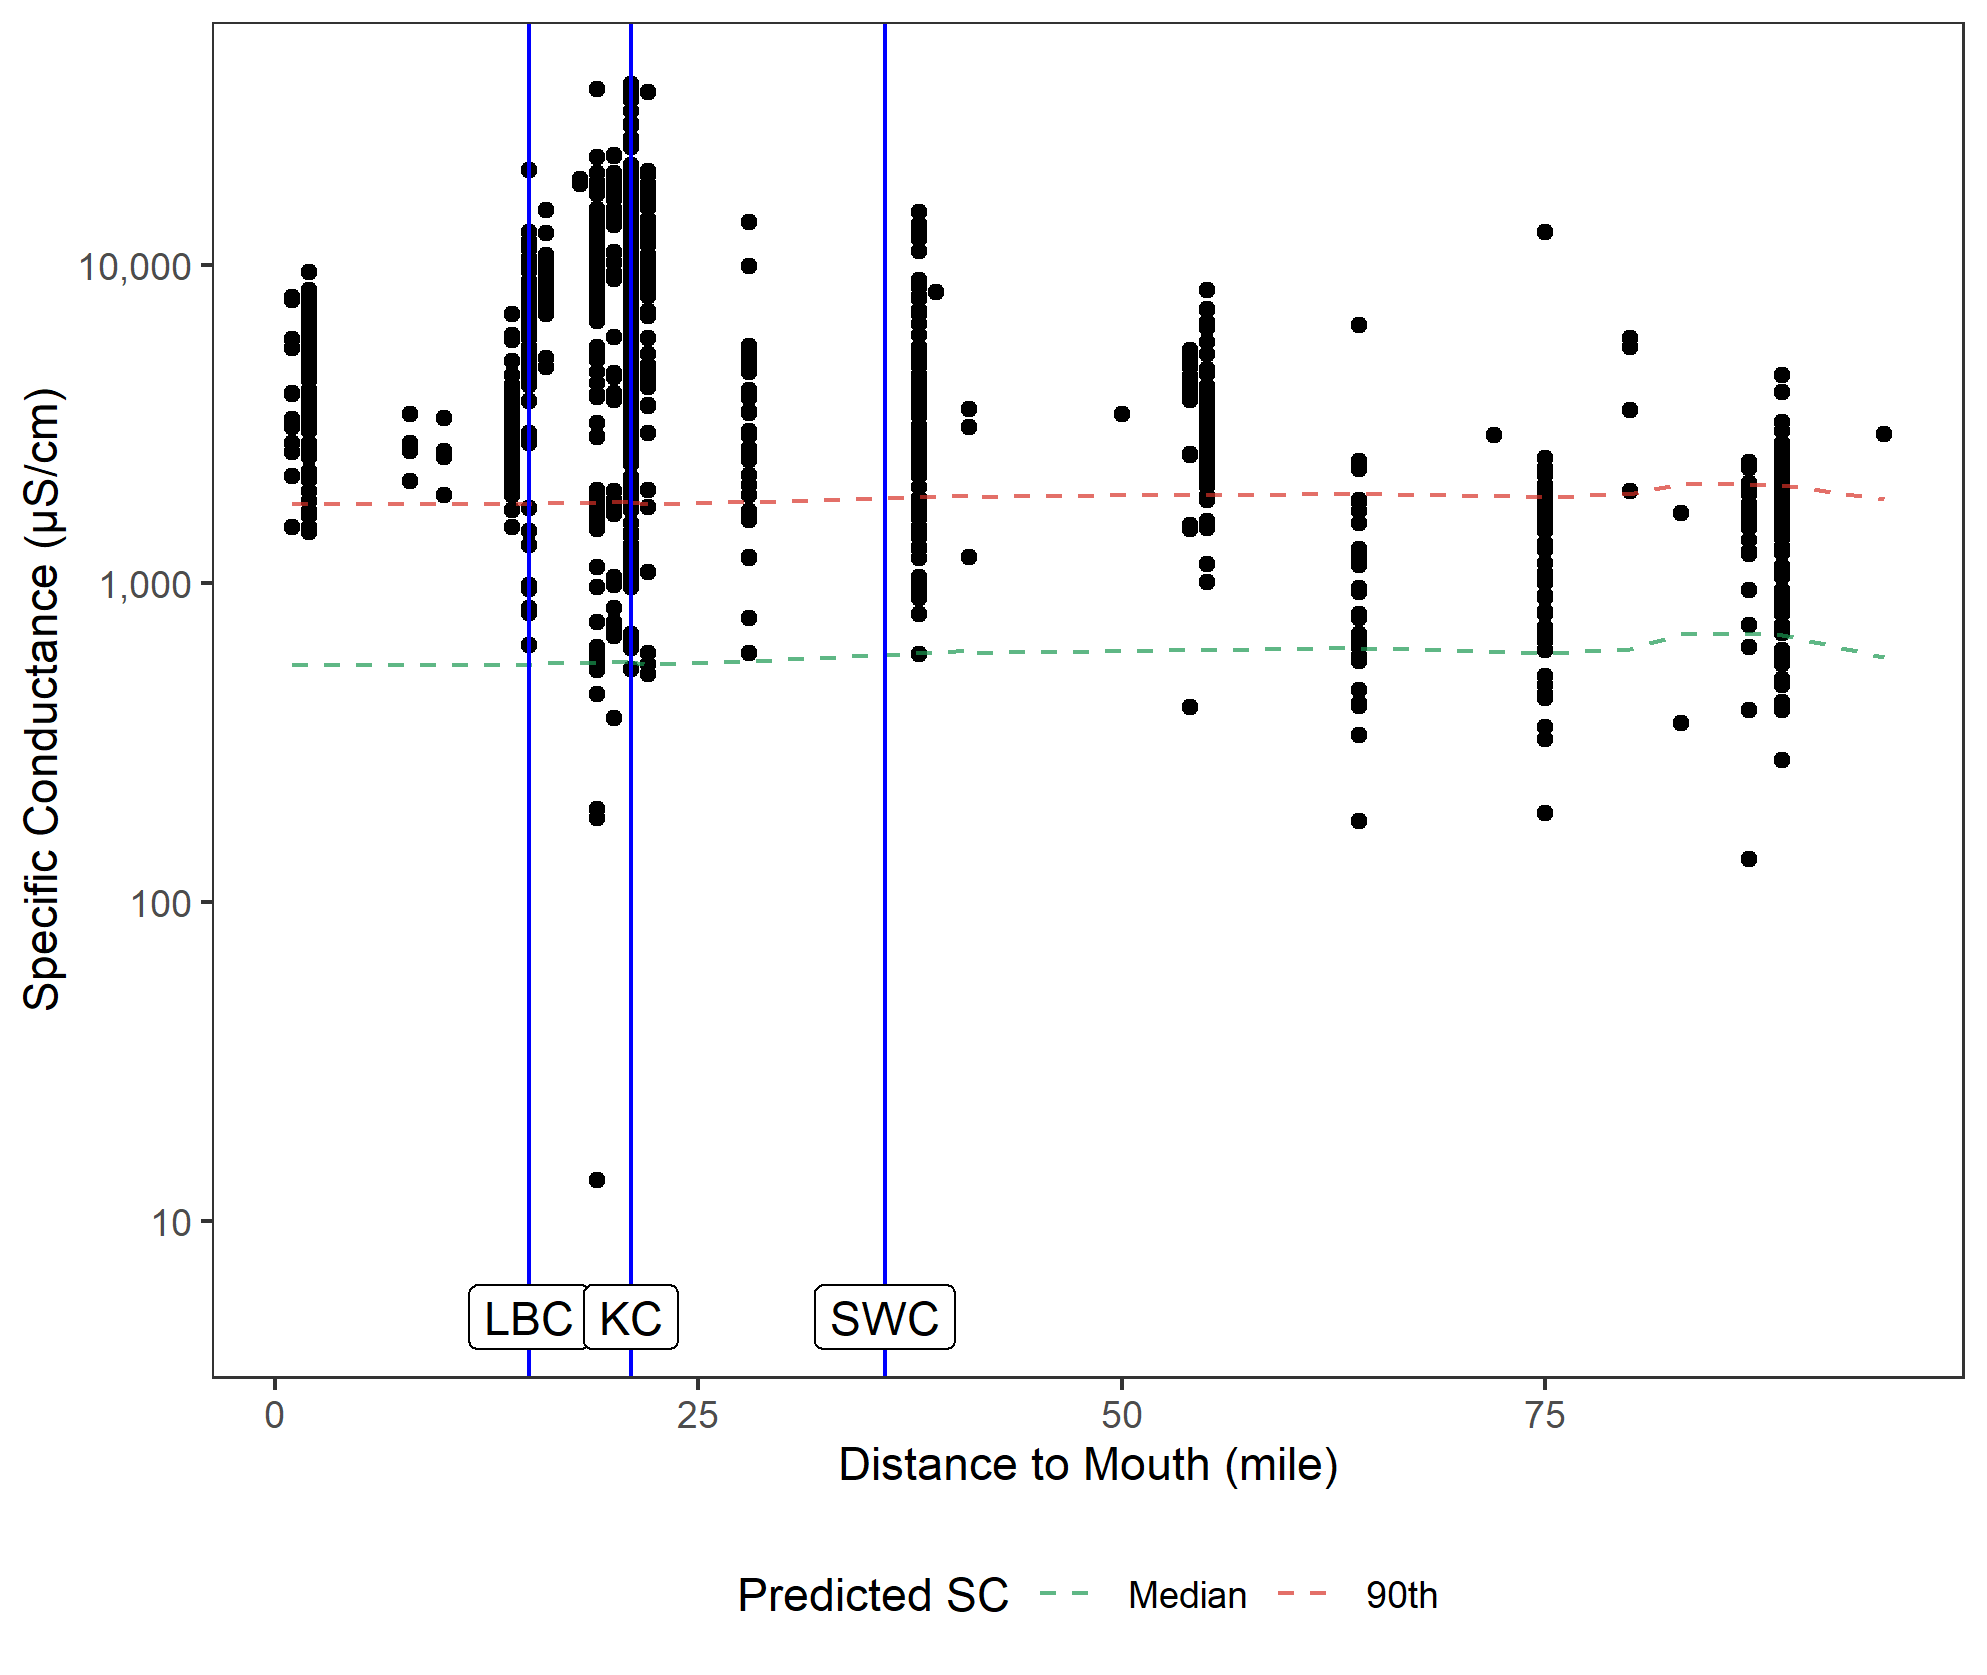 Specific Conductance (µS/cm)
10,000
1,000
100
10
LBC
KC
SWC
0
25
50
75
Distance to Mouth (mile)
Predicted SC
Median
90th